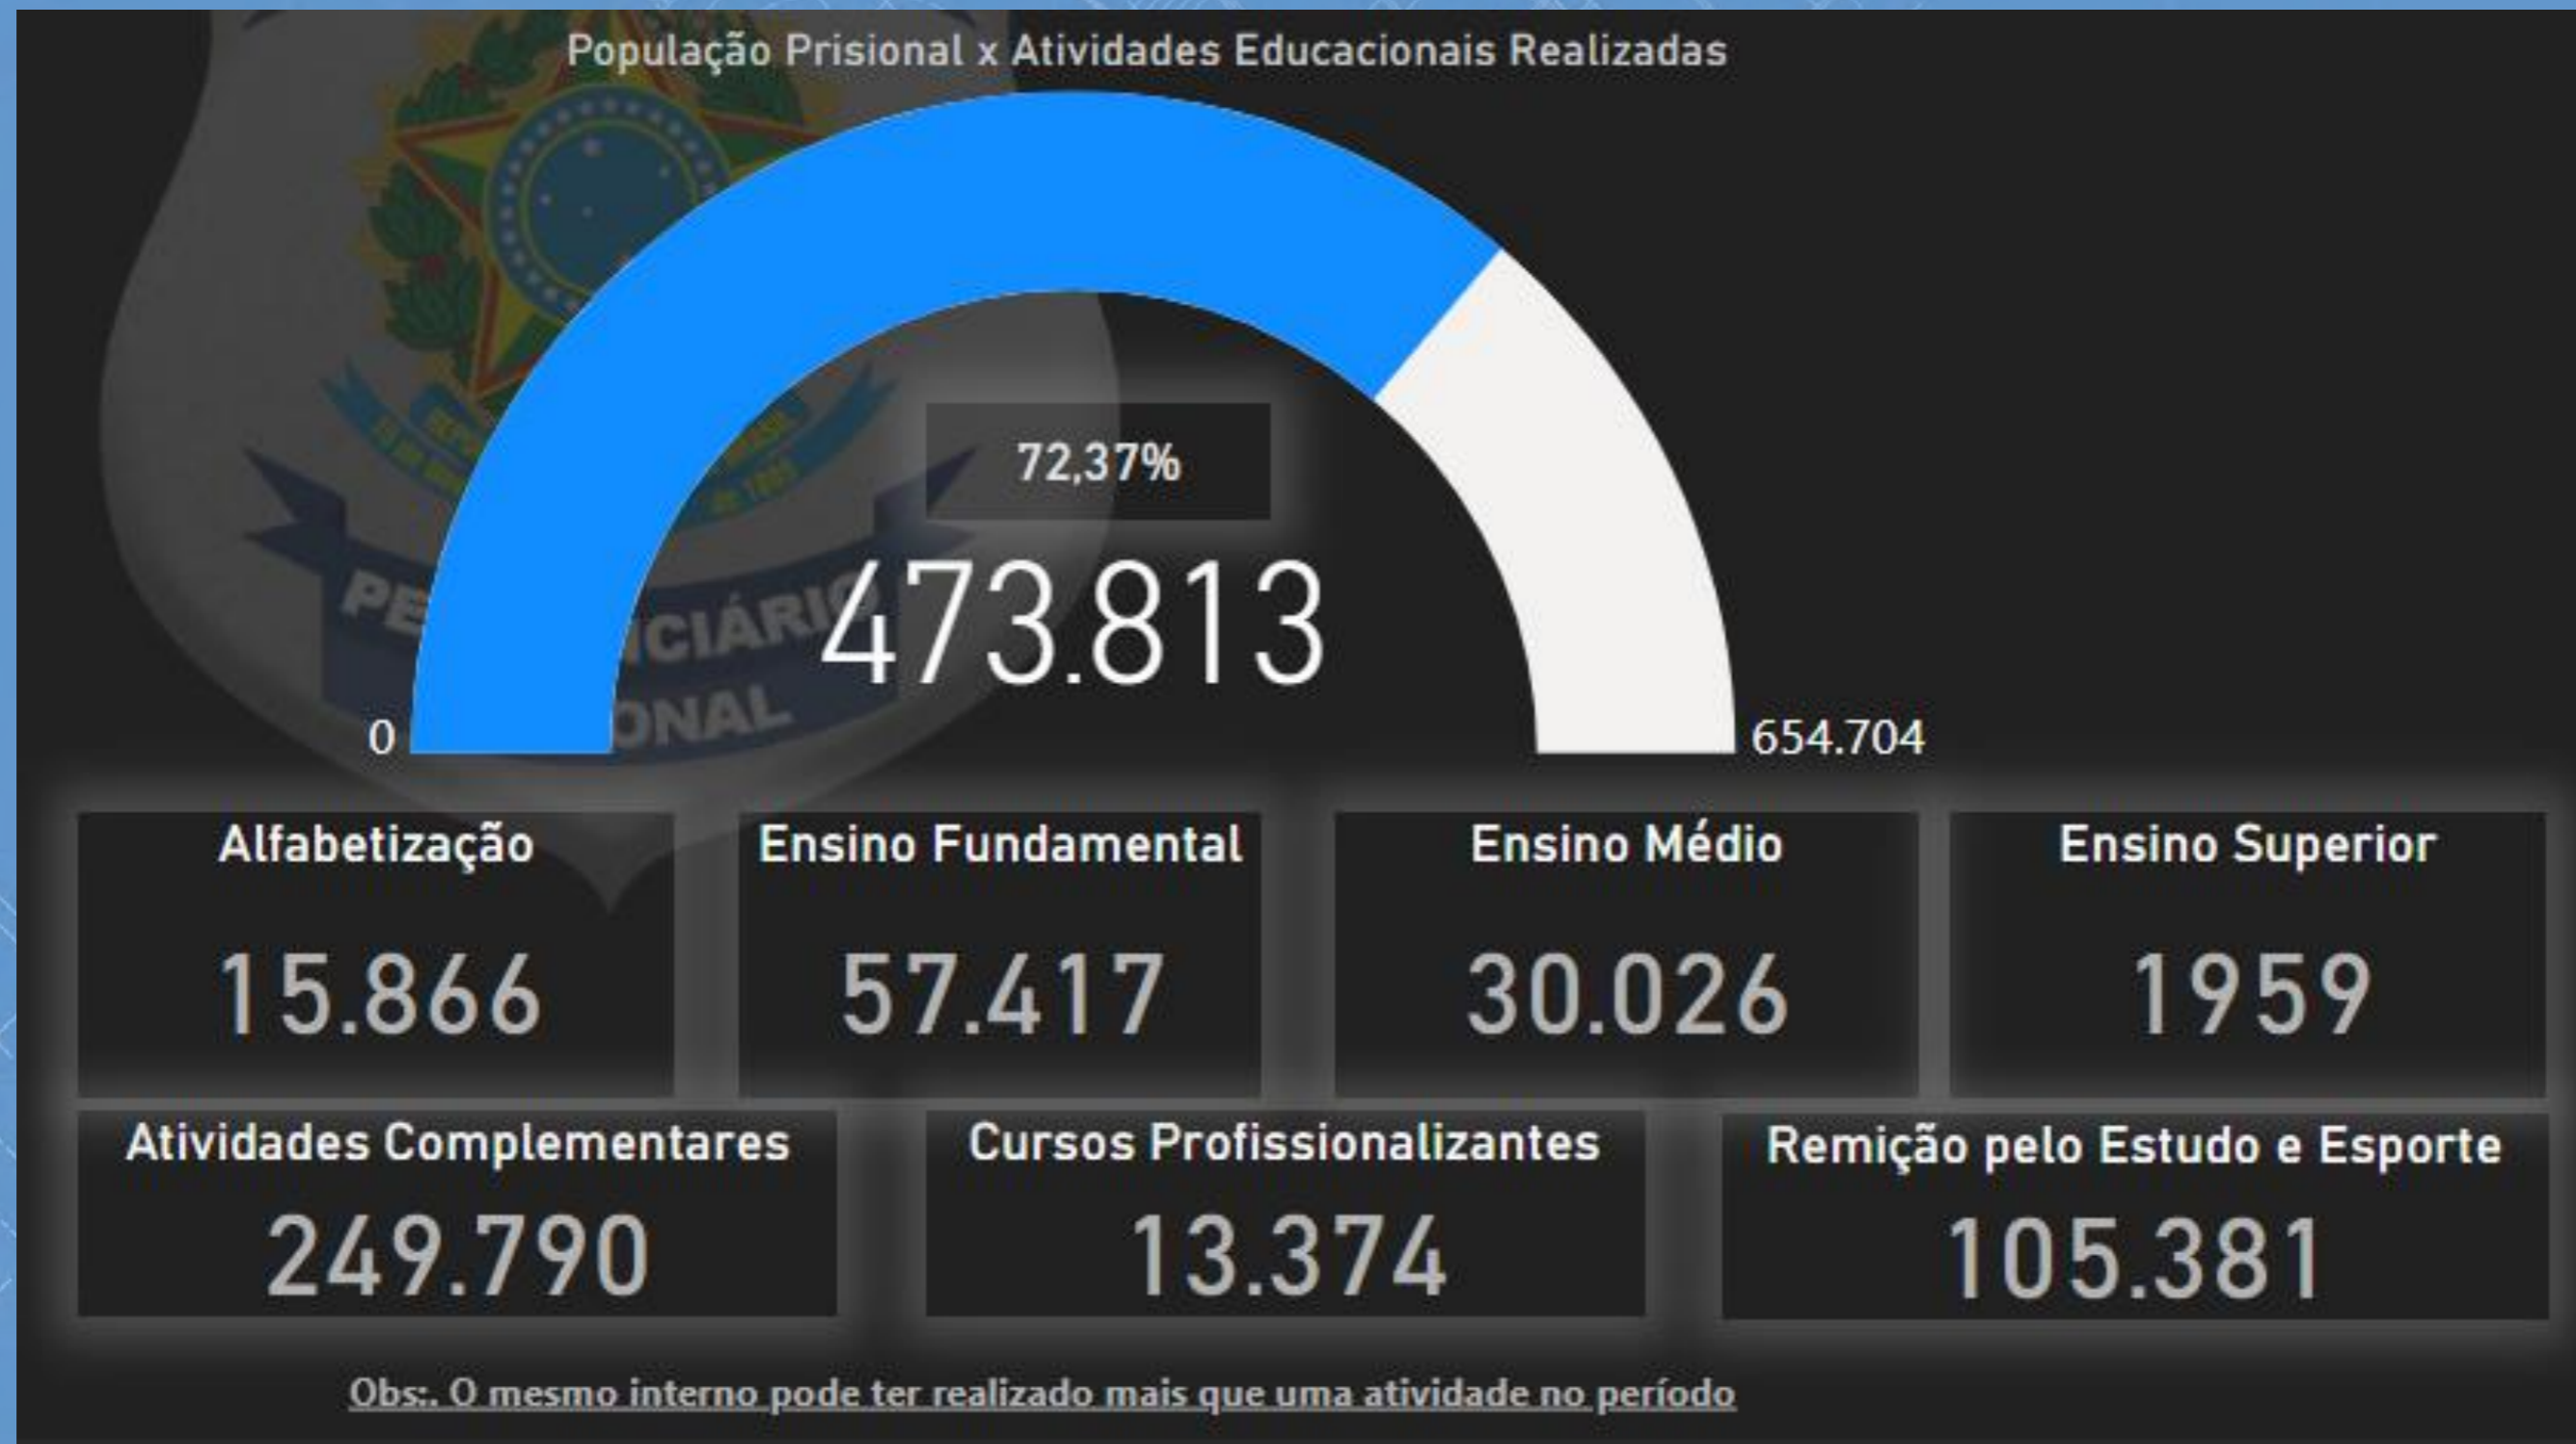 População Prisional x Atividades Educacionais Realizadas
72,37%
473.813
0
654.704
Alfabetização
15.866
Ensino Fundamental
57.417
Ensino Médio
30.026
Ensino Superior
1959
Atividades Complementares
249.790
Cursos Profissionalizantes
13.374
Remição pelo Estudo e Esporte
105.381
Obs:. O mesmo interno pode ter realizado mais que uma atividade no período